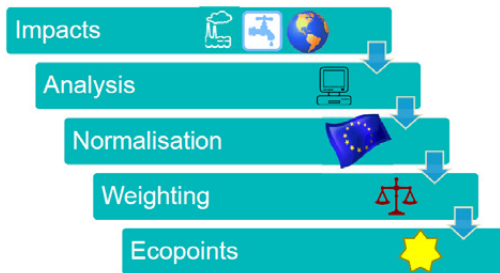 Impacts
Analysis
Normalisation
Weighting
Ecopoints